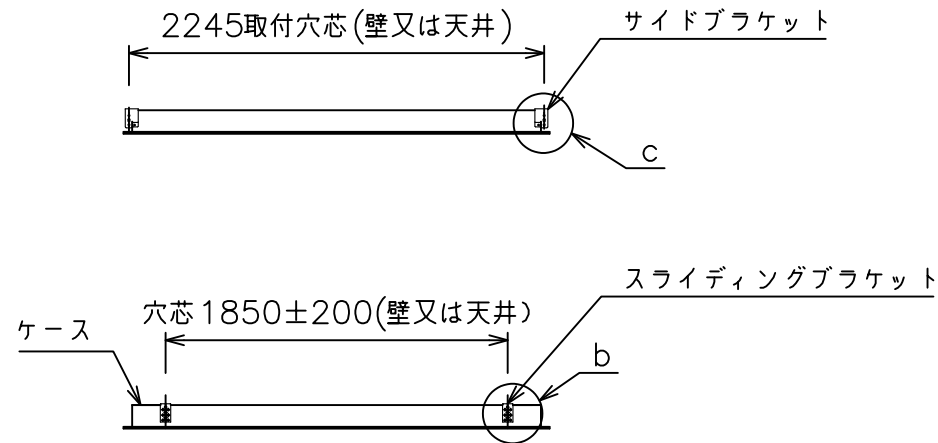 2245取付穴芯(壁又は天井)
サイドブラケット
c
スライディングブラケット
穴芯1850±200(壁又は天井)
ケース
b